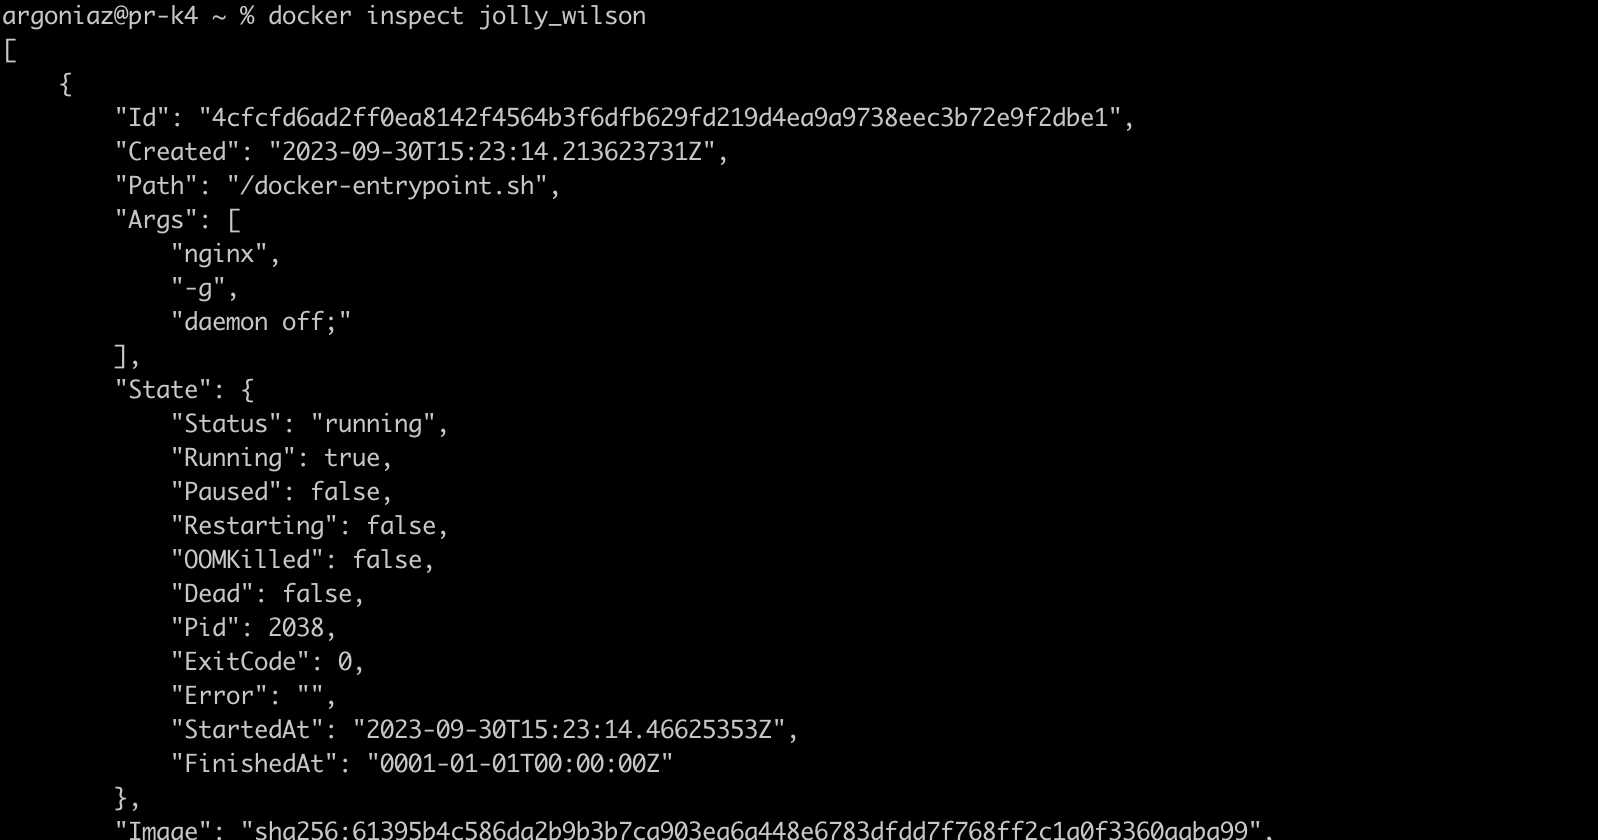 argoniaz@pr-k4 ~ % docker inspect jolly_wilson
[
    {
        "Id": "4cfcfd6ad2ff0ea8142f4564b3f6dfb629fd219d4ea9a9738eec3b72e9f2dbe1",
        "Created": "2023-09-30T15:23:14.213623731Z",
        "Path": "/docker-entrypoint.sh",
        "Args": [
            "nginx",
            "-g",
            "daemon off;"
        ],
        "State": {
            "Status": "running",
            "Running": true,
            "Paused": false,
            "Restarting": false,
            "OOMKilled": false,
            "Dead": false,
            "Pid": 2038,
            "ExitCode": 0,
            "Error": "",
            "StartedAt": "2023-09-30T15:23:14.46625353Z",
            "FinishedAt": "0001-01-01T00:00:00Z"
        },
        "Image": "sha256:61395b4c586da2b9b3b7ca903ea6a448e6783dfdd7f768ff2c1a0f3360aaba99",